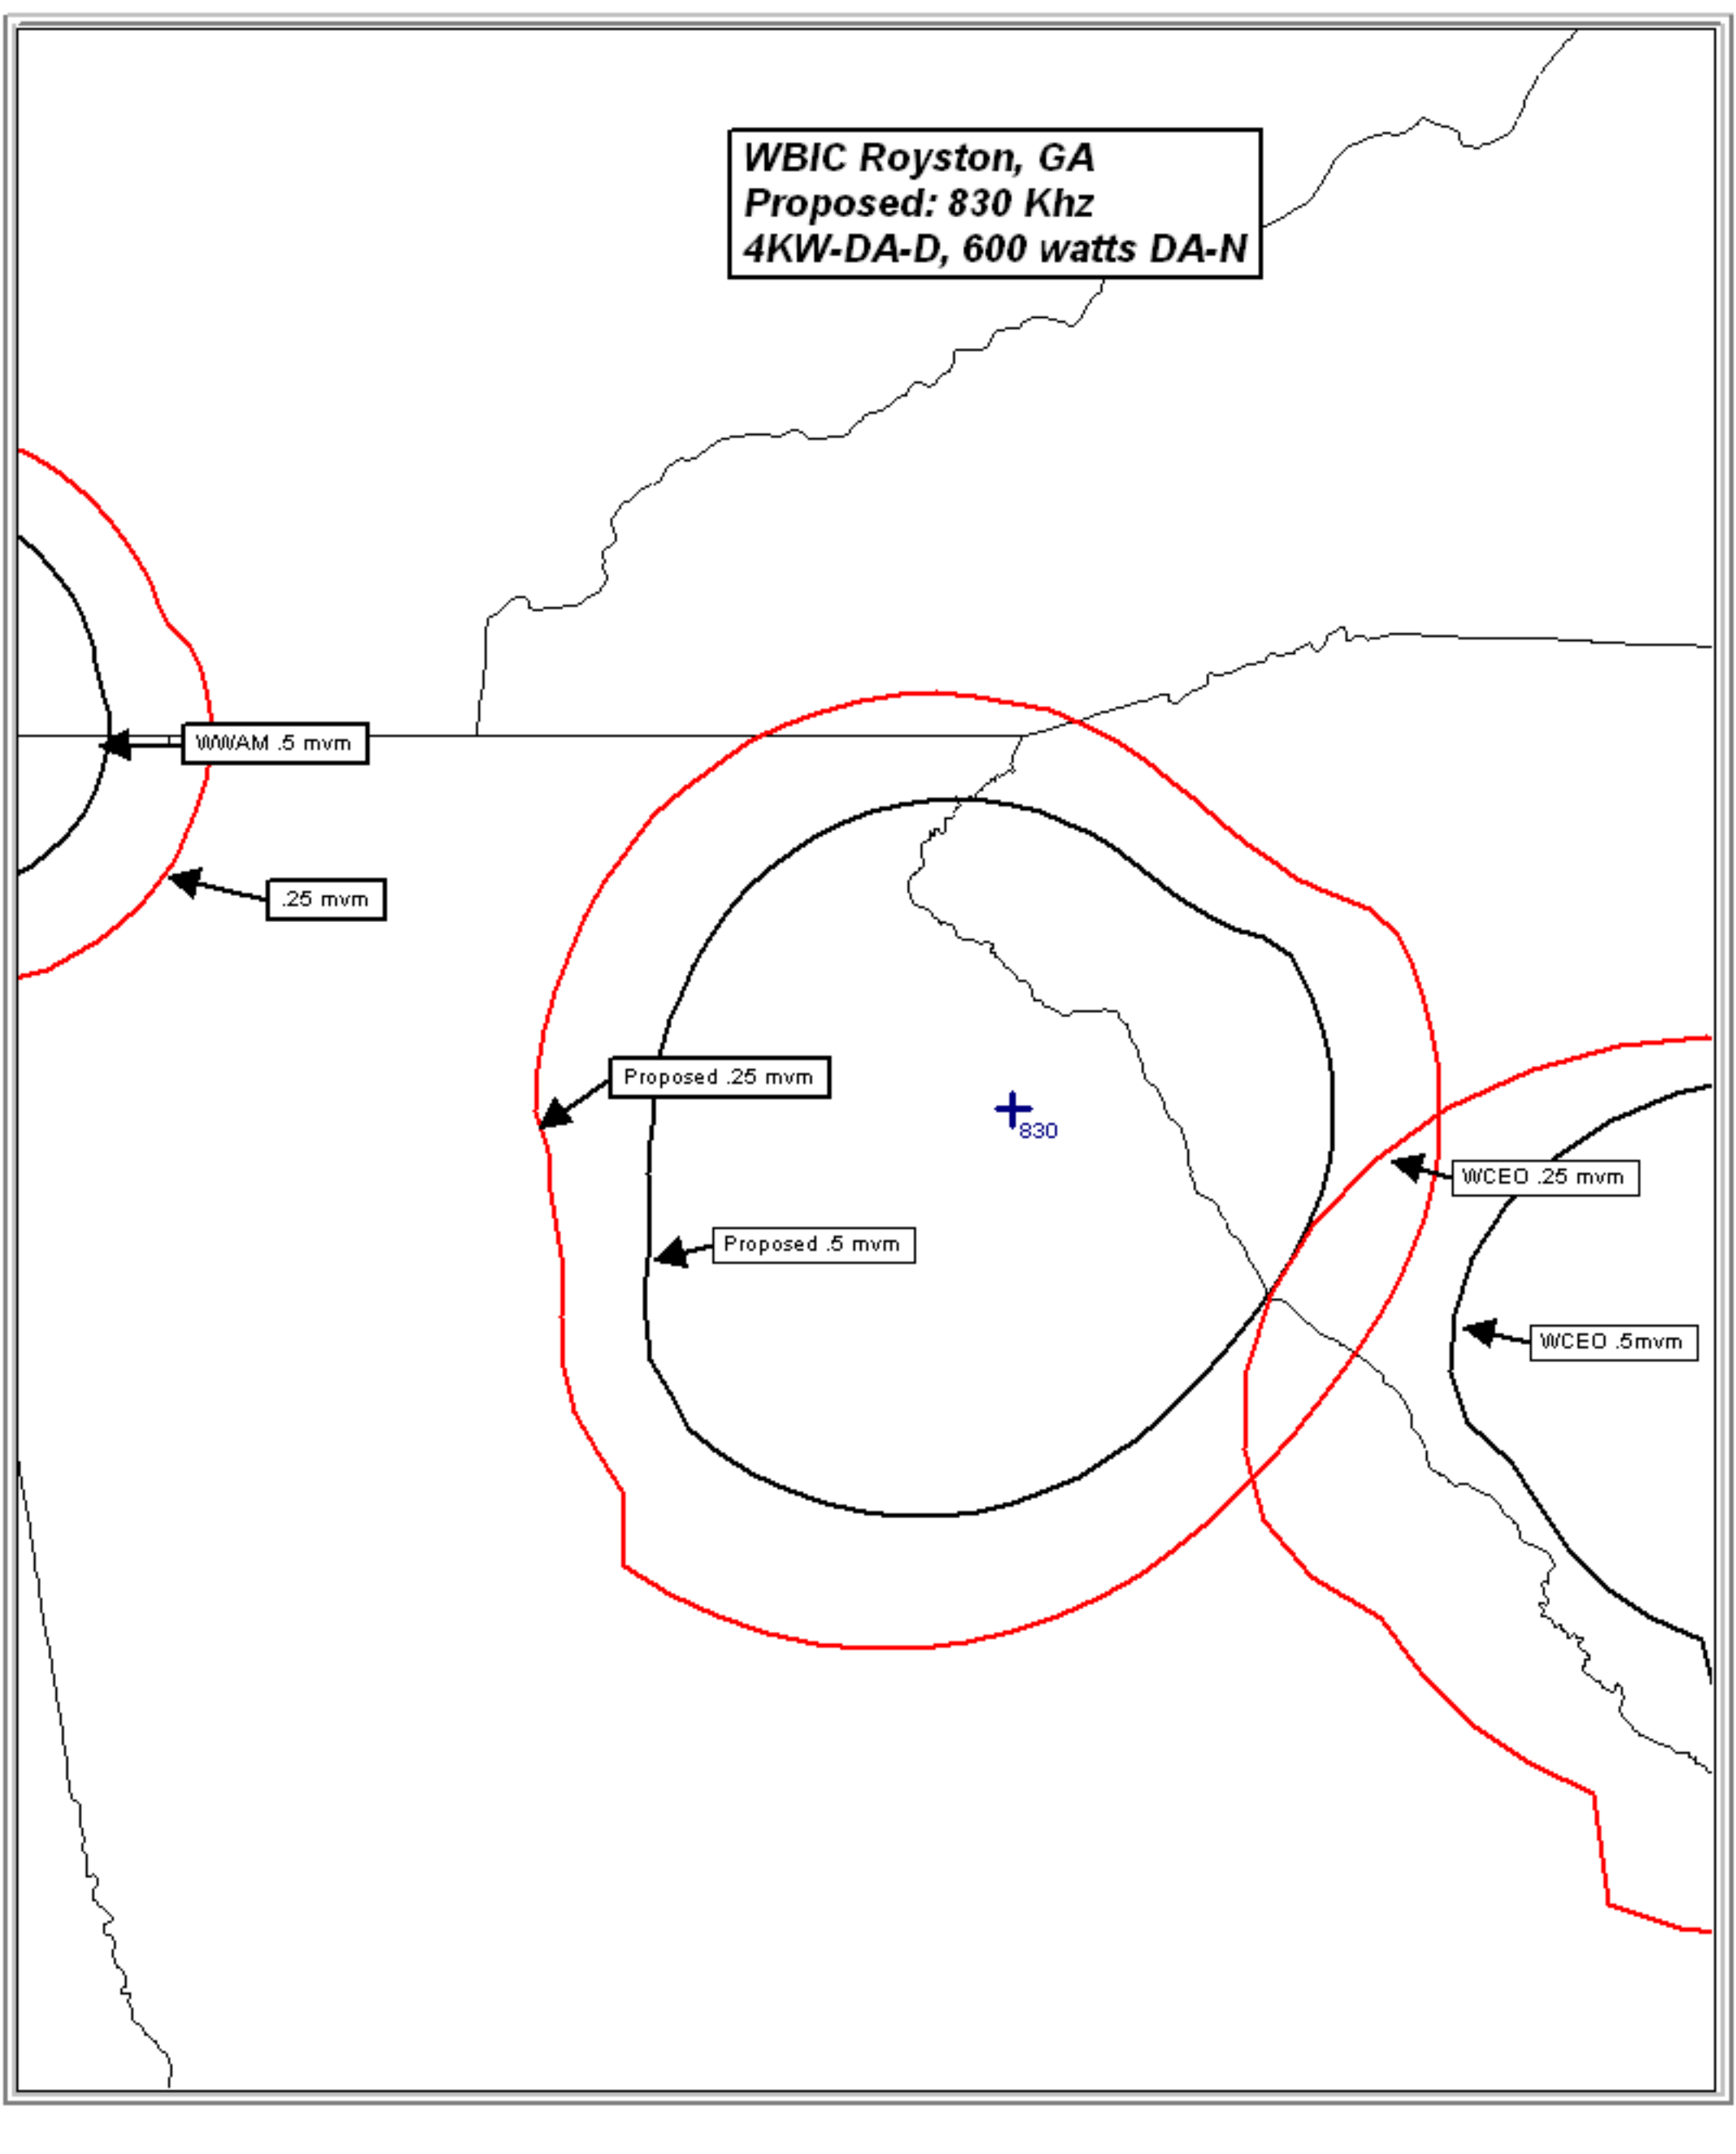 WBIC Royston, GA
Proposed: 830 Khz
4KW-DA-D, 600 watts DA-N
WWAM .5 mvm
.25 mvm
Proposed .25 mvm
830
WCEO .25 mvm
Proposed .5 mvm
WCEO .5mvm